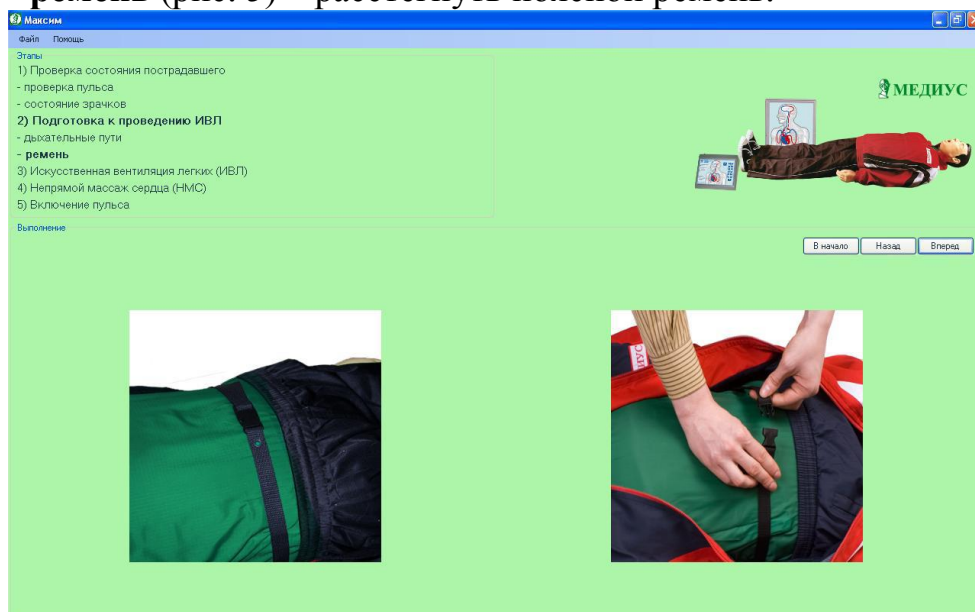 ремень (рис. 5) – расстегнуть поясной ремень.
Максим
Файл Помощь
Этапы
1) Проверка состояния пострадавшего
- проверка пульса
- состояние зрачков
2) Подготовка к проведению ИВЛ
- дыхательные пути
- ремень
3) Искусственная вентиляция легких (ИВЛ)
4) Непрямой массаж сердца (НМС)
5) Включение пульса
МЕДИУС
Выполнение
В начало Назад Вперед